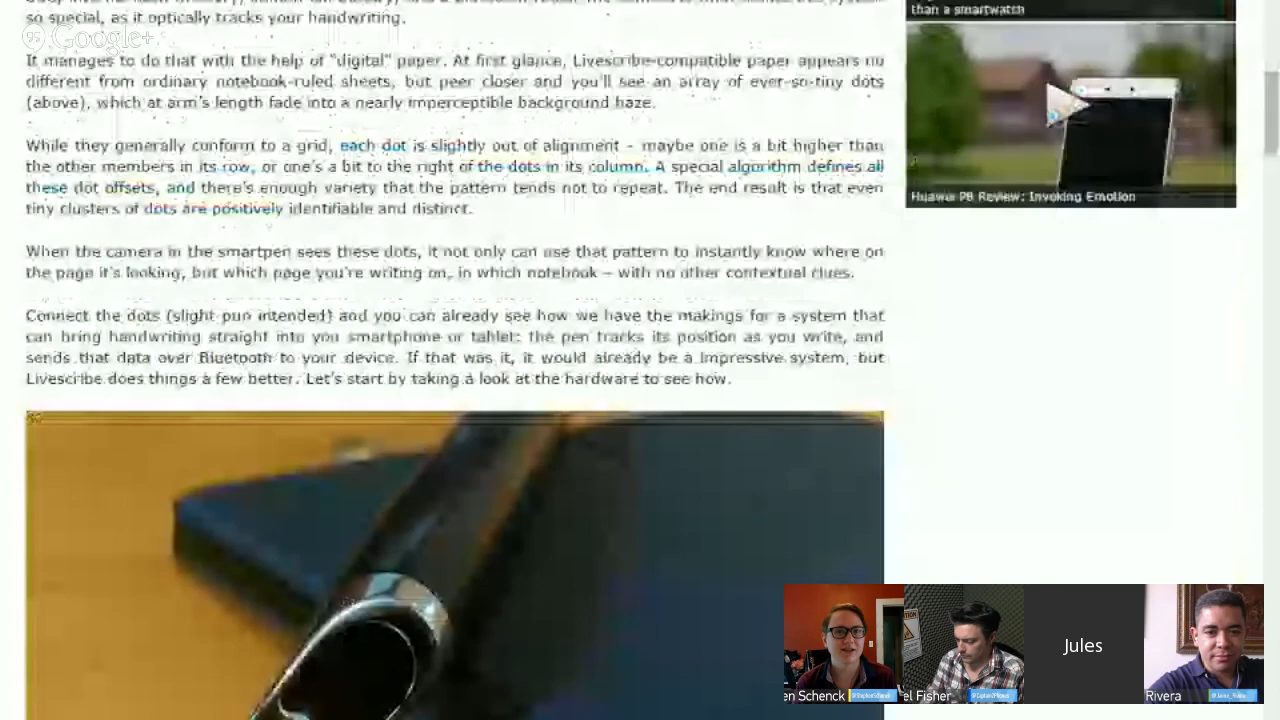 so special, as it optically tracks your handwriting.
Google+
It manages to do that with the help of "digital" paper. At first glance, Livescribe-compatible paper appears no
different from ordinary notebook-ruled sheets, but peer closer and you'll see an array of ever-so-tiny dots
(above), which at arm's length fade into a nearly imperceptible background haze.
While they generally conform to a grid, each dot is slightly out of alignment – maybe one is a bit higher than
the other members in its row, or one's a bit to the right of the dots in its column. A special algorithm defines all
these dot offsets, and there's enough variety that the pattern tends not to repeat. The end result is that even
tiny clusters of dots are positively identifiable and distinct.
When the camera in the smartpen sees these dots, it not only can use that pattern to instantly know where on
the page it's looking, but which page you're writing on, in which notebook – with no other contextual clues.
Connect the dots (slight pun intended) and you can already see how we have the makings for a system that
can bring handwriting straight into you smartphone or tablet: the pen tracks its position as you write, and
sends that data over Bluetooth to your device. If that was it, it would already be a impressive system, but
Livescribe does things a few better. Let's start by taking a look at the hardware to see how.
than a smartwatch
Huawei P8 Review: Invoking Emotion
en Schenck
el Fisher
Jules
Rivera